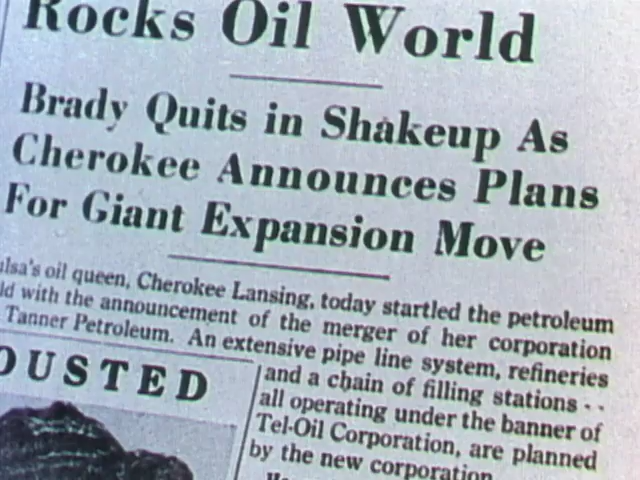 Rocks Oil World
Brady Quits in Shakeup As
Cherokee Announces Plans
For Giant Expansion Move
ulsa's oil queen, Cherokee Lansing, today startled the petroleum
ld with the announcement of the merger of her corporation
Tanner Petroleum. An extensive pipe line system, refineries
and a chain of filling stations - -
all operating under the banner of
Tel-Oil Corporation, are planned
by the new corporation.
OUSTED